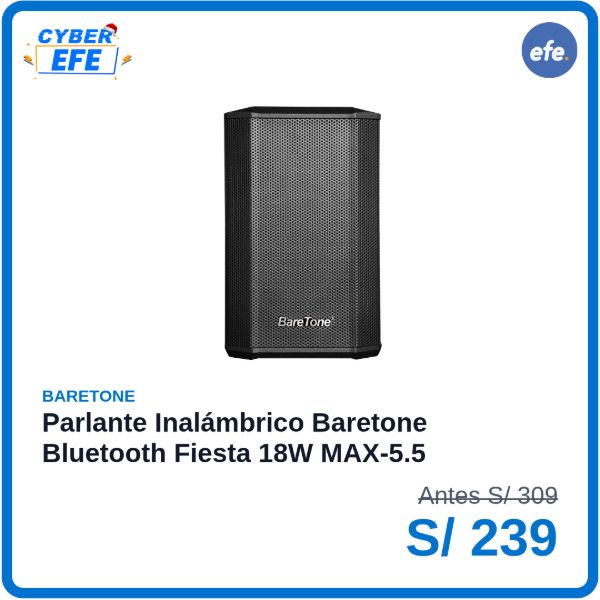 CYBER
EFE
efe.
BareTone
BARETONE
Parlante Inalámbrico Baretone
Bluetooth Fiesta 18W MAX-5.5
Antes S/ 309
S/ 239